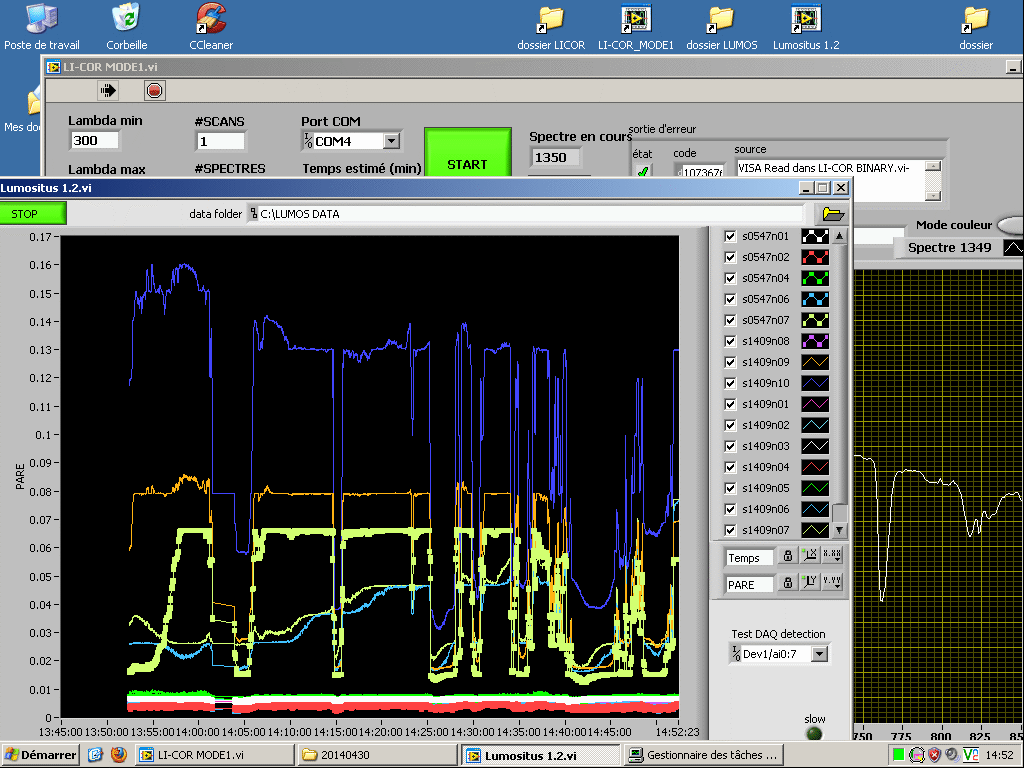 Poste de travail
Corbeille
CCleaner
dossier LICOR
LI-COR_MODE1
dossier LUMOS
Lumositus 1.2
dossier
Mes do
LI-COR MODE1.vi
Lambda min
300
#SCANS
1
Port COM
COM4
START
Spectre en cours
1350
sortie d'erreur
état
code
source
107367
VISA Read dans LI-COR BINARY.vi-
Lambda max
#SPECTRES
Temps estimé (min)
Mode couleur
Spectre 1349
Lumositus 1.2.vi
STOP
data folder
C:\LUMOS DATA
0.17
0.16
0.15
0.14
0.13
0.12
0.11
0.1
0.09
0.08
0.07
0.06
0.05
0.04
0.03
0.02
0.01
0
PARE
13:45:00
13:50:00
13:55:00
14:00:00
14:05:00
14:10:00
14:15:00
14:20:00
14:25:00
14:30:00
14:35:00
14:40:00
14:45:00
14:52:23
s0547n01
s0547n02
s0547n04
s0547n06
s0547n07
s1409n08
s1409n09
s1409n10
s1409n01
s1409n02
s1409n03
s1409n04
s1409n05
s1409n06
s1409n07
Temps
X.XX
PARE
Y.YY
Test DAQ detection
Dev1/ai0:7
slow
750
775
800
825
85
Démarrer
LI-COR MODE1.vi
20140430
Lumositus 1.2.vi
Gestionnaire des tâches ...
V2
14:52